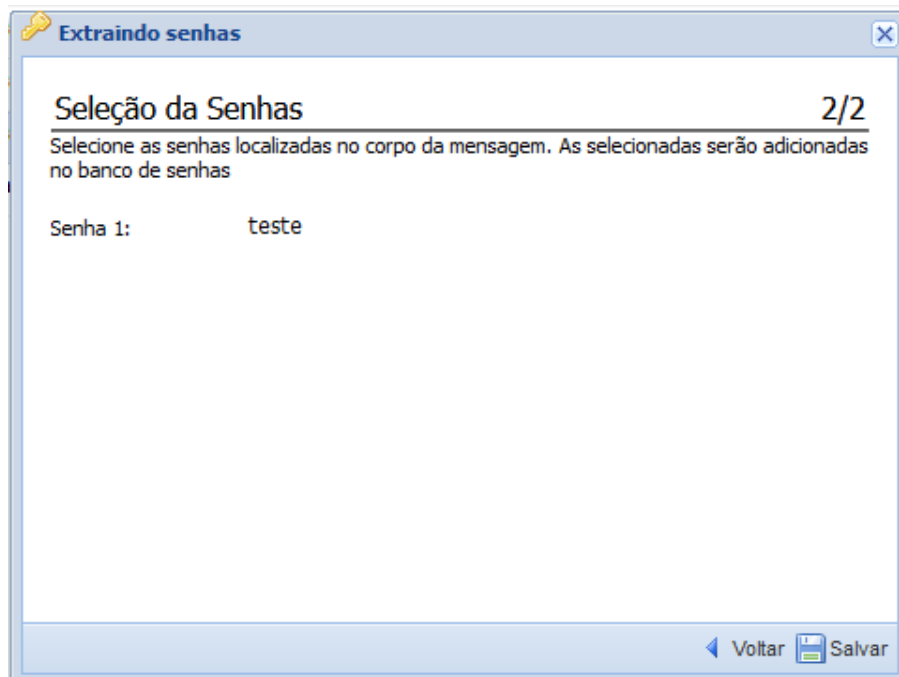 Extraindo senhas
Seleção da Senhas 2/2
Selecione as senhas localizadas no corpo da mensagem. As selecionadas serão adicionadas
no banco de senhas
Senha 1: teste
Voltar Salvar